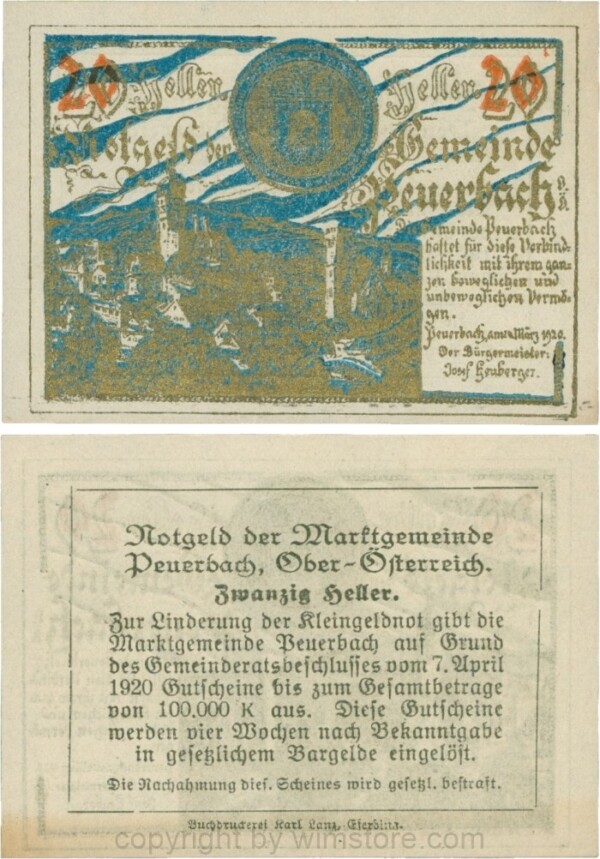 20 Heller Heller 20
Notgeld der Gemeinde
Peuerbach O.Ö.
Die Gemeinde Peuerbach
haftet für diese Verbind-
lichkeit mit ihrem gan-
zen beweglichen und
unbeweglichen Vermö-
gen.
Peuerbach, am März 1920.
Der Bürgermeister:
Josef Heuberger.
Notgeld der Marktgemeinde
Peuerbach, Ober-Österreich.
Zwanzig Heller.
Zur Linderung der Kleingeldnot gibt die
Marktgemeinde Peuerbach auf Grund
des Gemeinderatsbeschlusses vom 7. April
1920 Gutscheine bis zum Gesamtbetrage
von 100.000 K aus. Diese Gutscheine
werden vier Wochen nach Bekanntgabe
in gesetzlichem Bargelde eingelöst.
Die Nachahmung dies. Scheines wird gesetzl. bestraft.
Buchdruckerei Karl Lanz, Eferding.
copyright by wimstore.com